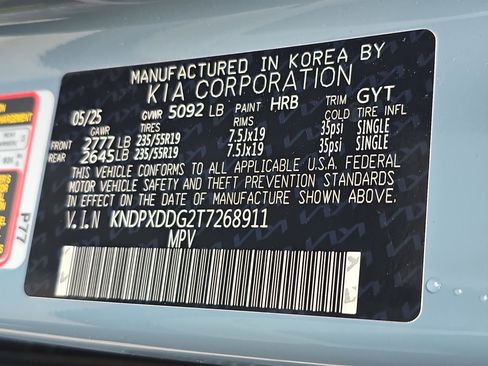 MANUFACTURED IN KOREA BY
KIA CORPORATION
05/25 GVWR 5092 LB PAINT HRB TRIM GYT
GAWR TIRES RIMS COLD TIRE INFL
FRONT 2777 LB 235/55R19 7.5Jx19 35psi SINGLE
REAR 2645 LB 235/55R19 7.5Jx19 35psi SINGLE
THIS VEHICLE CONFORMS TO ALL APPLICABLE U.S.A. FEDERAL
MOTOR VEHICLE SAFETY AND THEFT PREVENTION STANDARDS
IN EFFECT ON THE DATE OF MANUFACTURE SHOWN ABOVE.
V.I.N KNDPXDDG2T7268911
MPV
P77